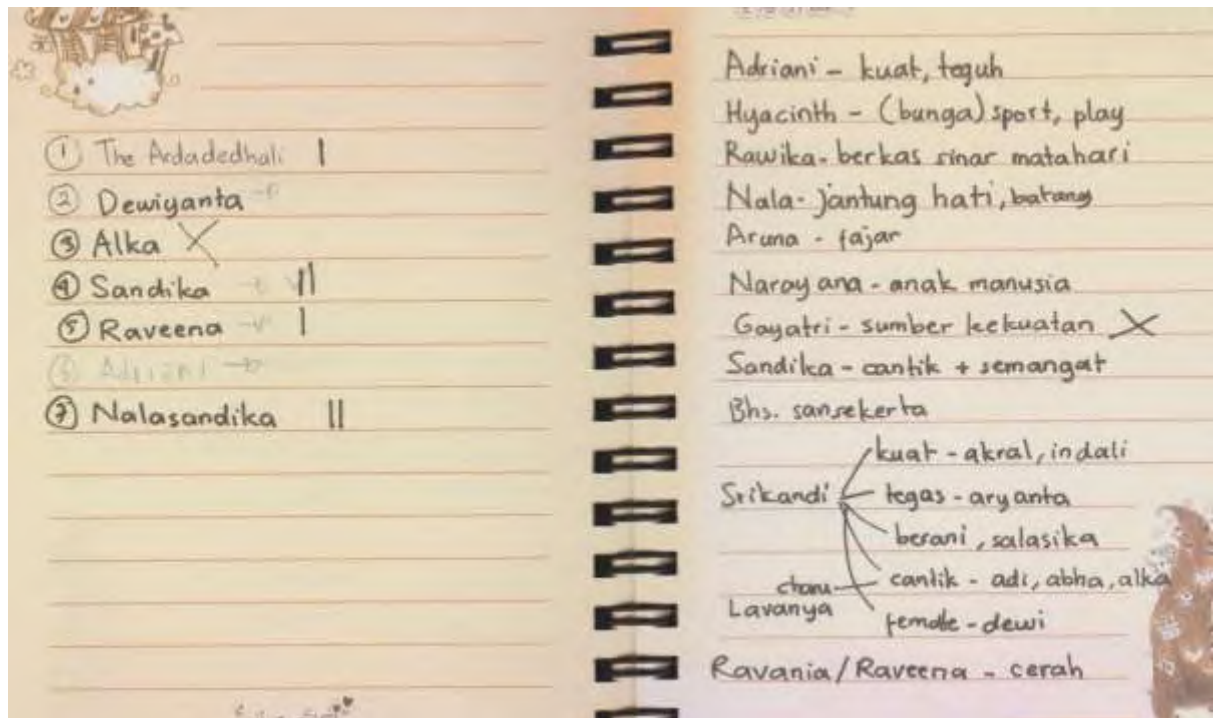 ① The Ardadedhali |
② Dewiyanta
③ Alka X
④ Sandika ||
⑤ Raveena → |
⑥ Adriani →
⑦ Nalasandika ||
Adriani - kuat, teguh
Hyacinth - (bunga) sport, play
Rawika - berkas sinar matahari
Nala - jantung hati, batang
Aruna - fajar
Narayana - anak manusia
Gayatri - sumber kekuatan X
Sandika - cantik + semangat
Bhs. sansekerta
kuat - akral, indali
Srikandi tegas - aryanta
berani, salasika
cantik - adi, abha, alka
Lavanya
female - dewi
Ravania/Raveena - cerah